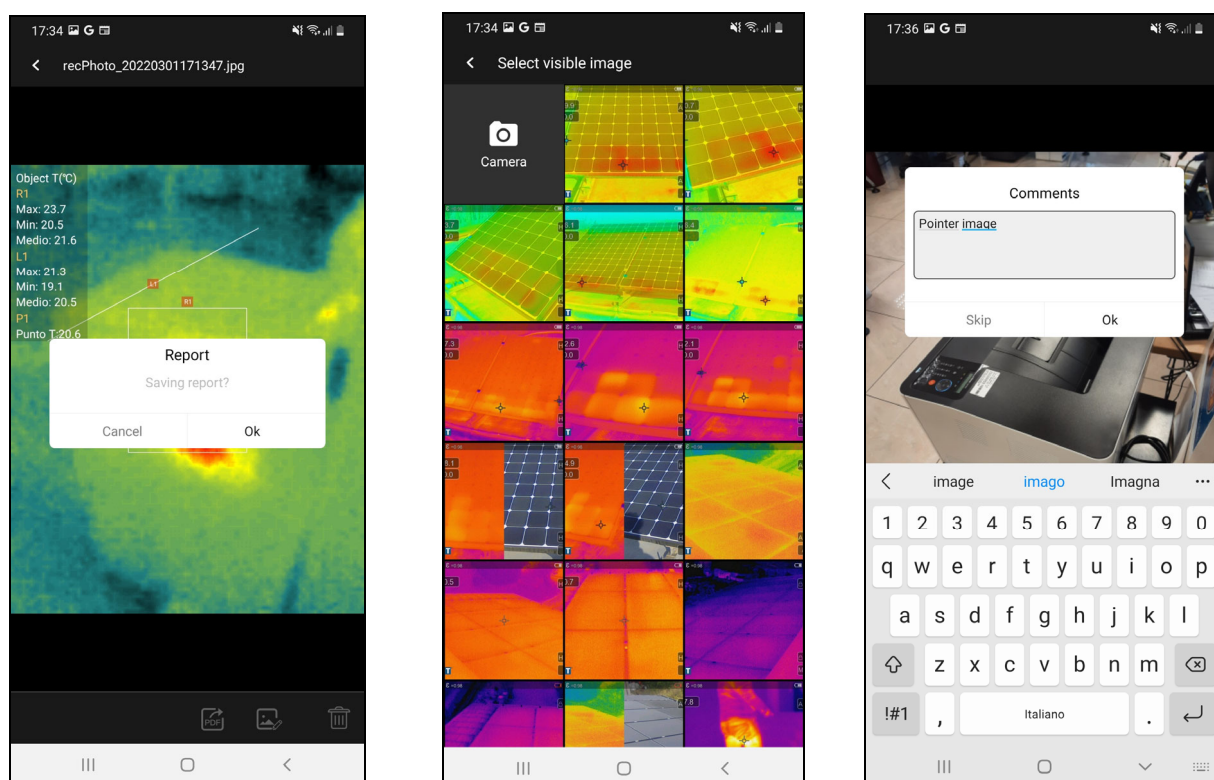 17:34 G
recPhoto_20220301171347.jpg
Object T(℃)
R1
Max: 23.7
Min: 20.5
Medio: 21.6
L1
Max: 21.3
Min: 19.1
Medio: 20.5
P1
Punto T:20.6
L1
R1
Report
Saving report?
Cancel
Ok
PDF
17:34 G
Select visible image
Camera
17:36 G
Comments
Pointer image
Skip
Ok
image imago Imagna
1 2 3 4 5 6 7 8 9 0
q w e r t y u i o p
a s d f g h j k l
z x c v b n m
!#1 , Italiano .